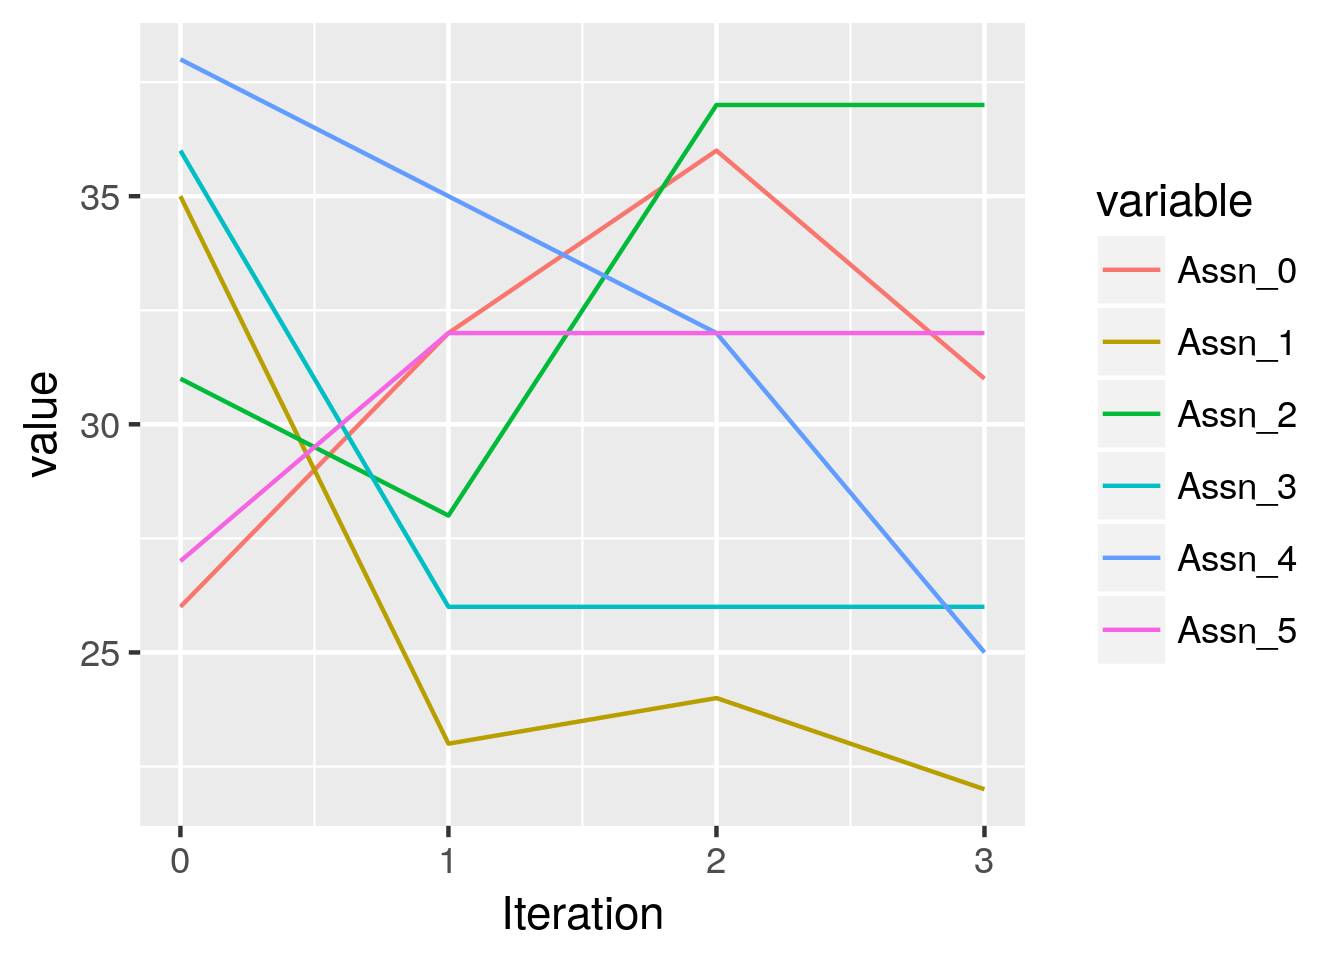 35
30
25
value
0 1 2 3
Iteration
variable
Assn_0
Assn_1
Assn_2
Assn_3
Assn_4
Assn_5